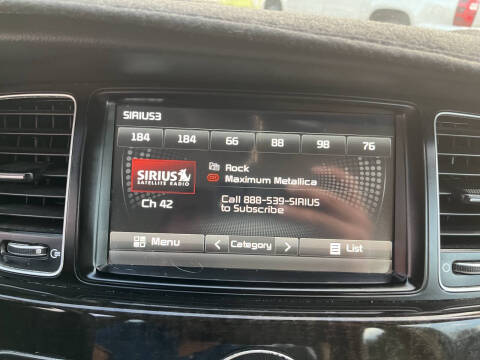 SIRIUS3
184 184 66 88 98 76
SIRIUS
SATELLITE RADIO
Rock
Maximum Metallica
Ch 42
Call 888-539-SIRIUS
to Subscribe
Menu < Category > List